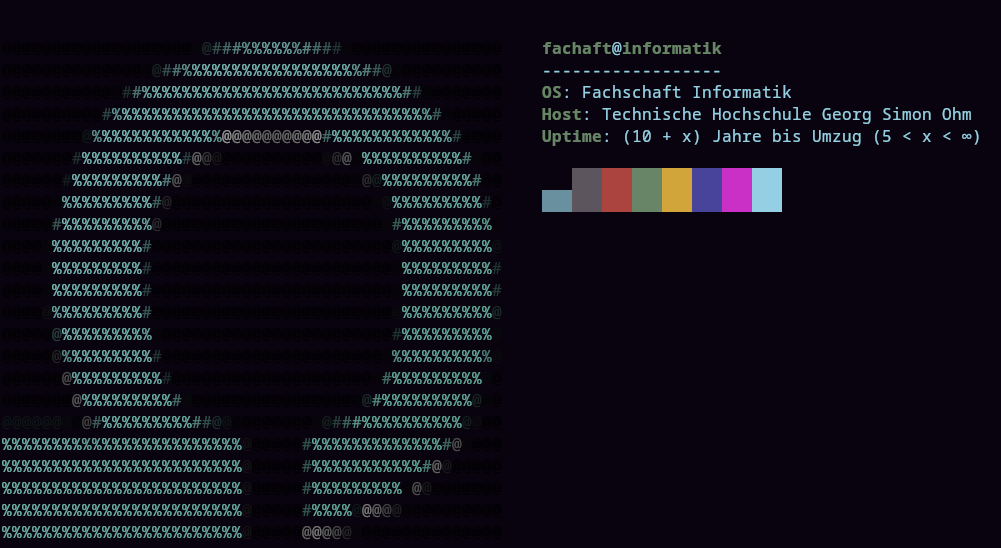 fachaft@informatik
------------------
OS: Fachschaft Informatik
Host: Technische Hochschule Georg Simon Ohm
Uptime: (10 + x) Jahre bis Umzug (5 < x < ∞)